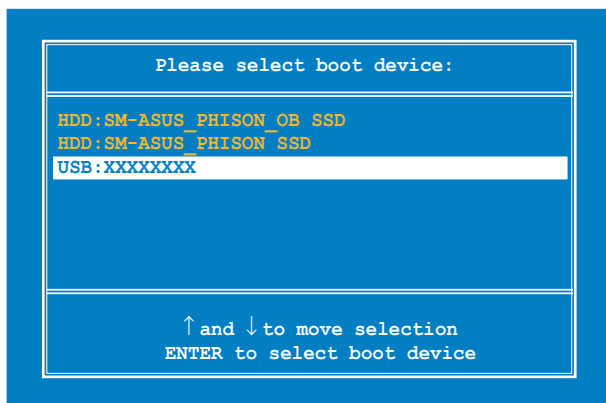 Please select boot device:
HDD:SM-ASUS_PHISON_OB SSD
HDD:SM-ASUS_PHISON SSD
USB:XXXXXXXX
↑ and ↓ to move selection
ENTER to select boot device